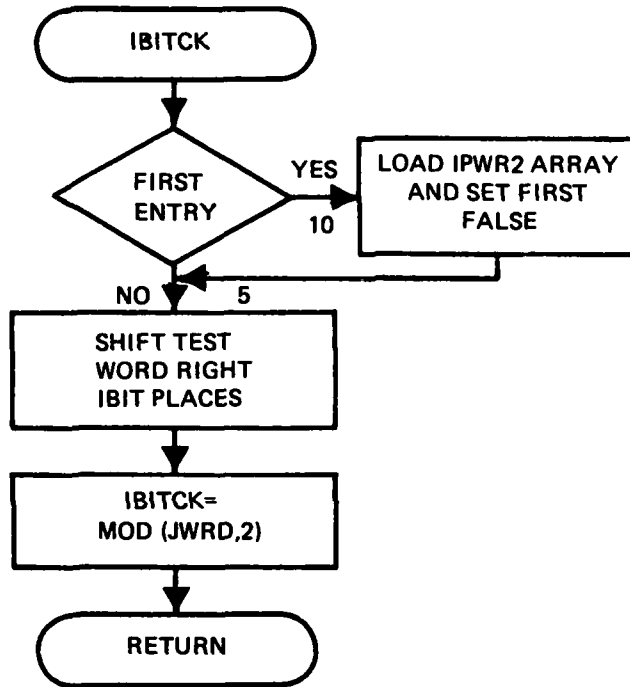 IBITCK
FIRST
ENTRY
YES
10
LOAD IPWR2 ARRAY
AND SET FIRST
FALSE
NO
5
SHIFT TEST
WORD RIGHT
IBIT PLACES
IBITCK=
MOD (JWRD,2)
RETURN